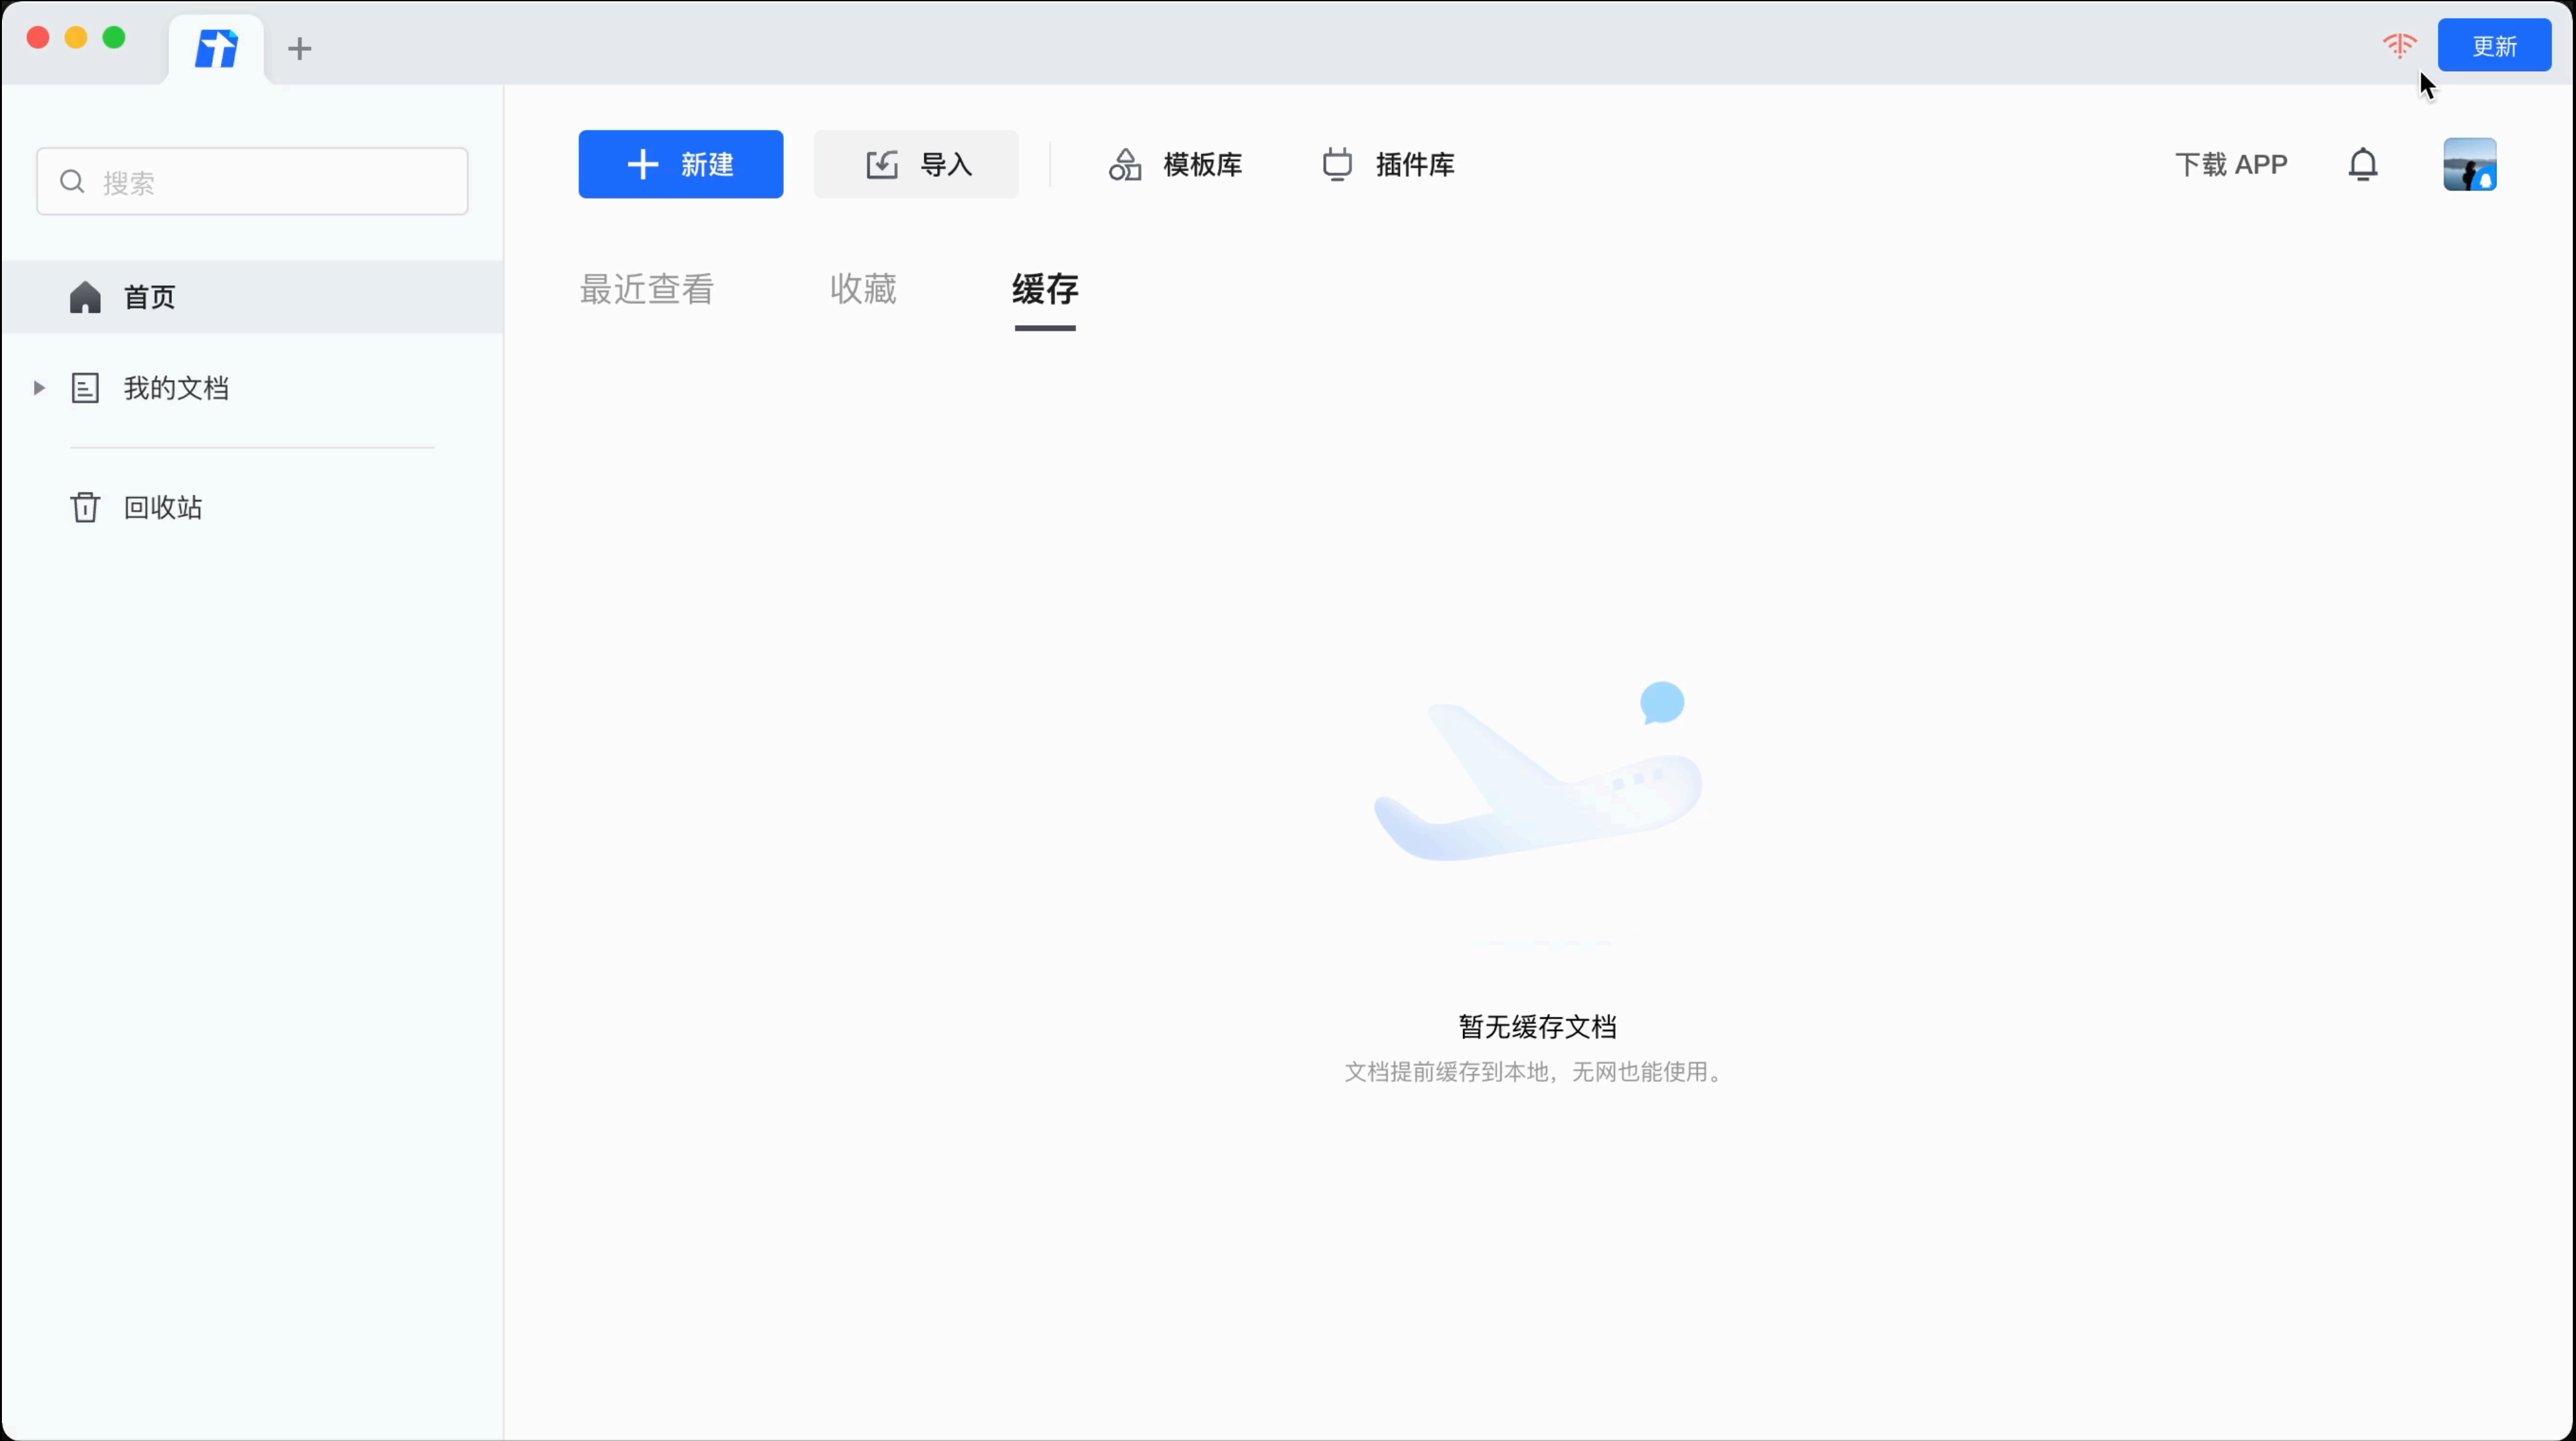 更新
搜索
新建
导入
模板库
插件库
下载 APP
首页
我的文档
回收站
最近查看
收藏
缓存
暂无缓存文档
文档提前缓存到本地，无网也能使用。